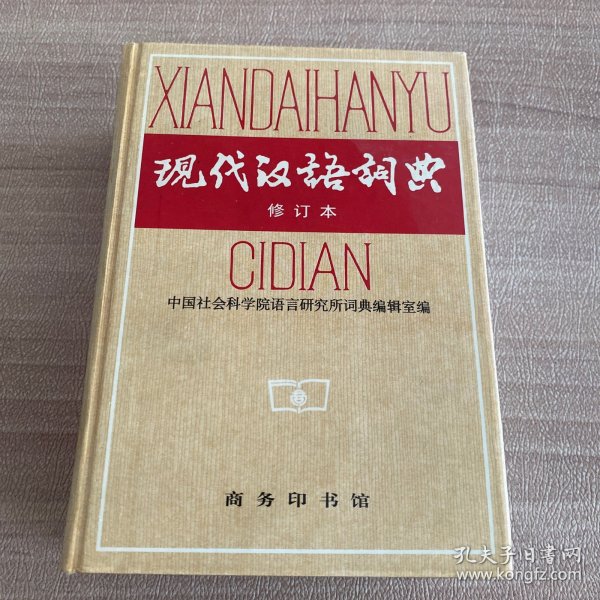 XIANDAIHANYU
现代汉语词典
修订本
CIDIAN
中国社会科学院语言研究所词典编辑室编
商务印书馆
孔夫子旧书网
www.kongfz.com